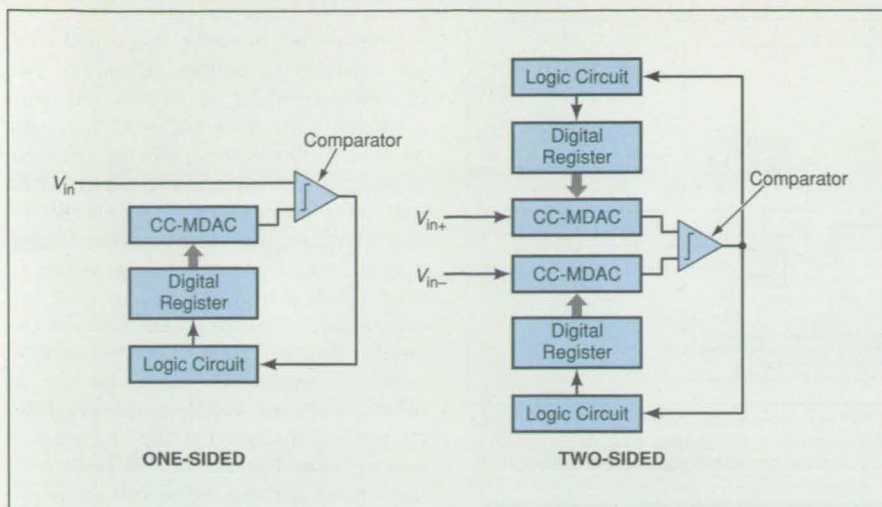 Comparator
V_in
CC-MDAC
Digital
Register
Logic Circuit
ONE-SIDED
Logic Circuit
Digital
Register
Comparator
V_in+
CC-MDAC
V_in–
CC-MDAC
Digital
Register
Logic Circuit
TWO-SIDED